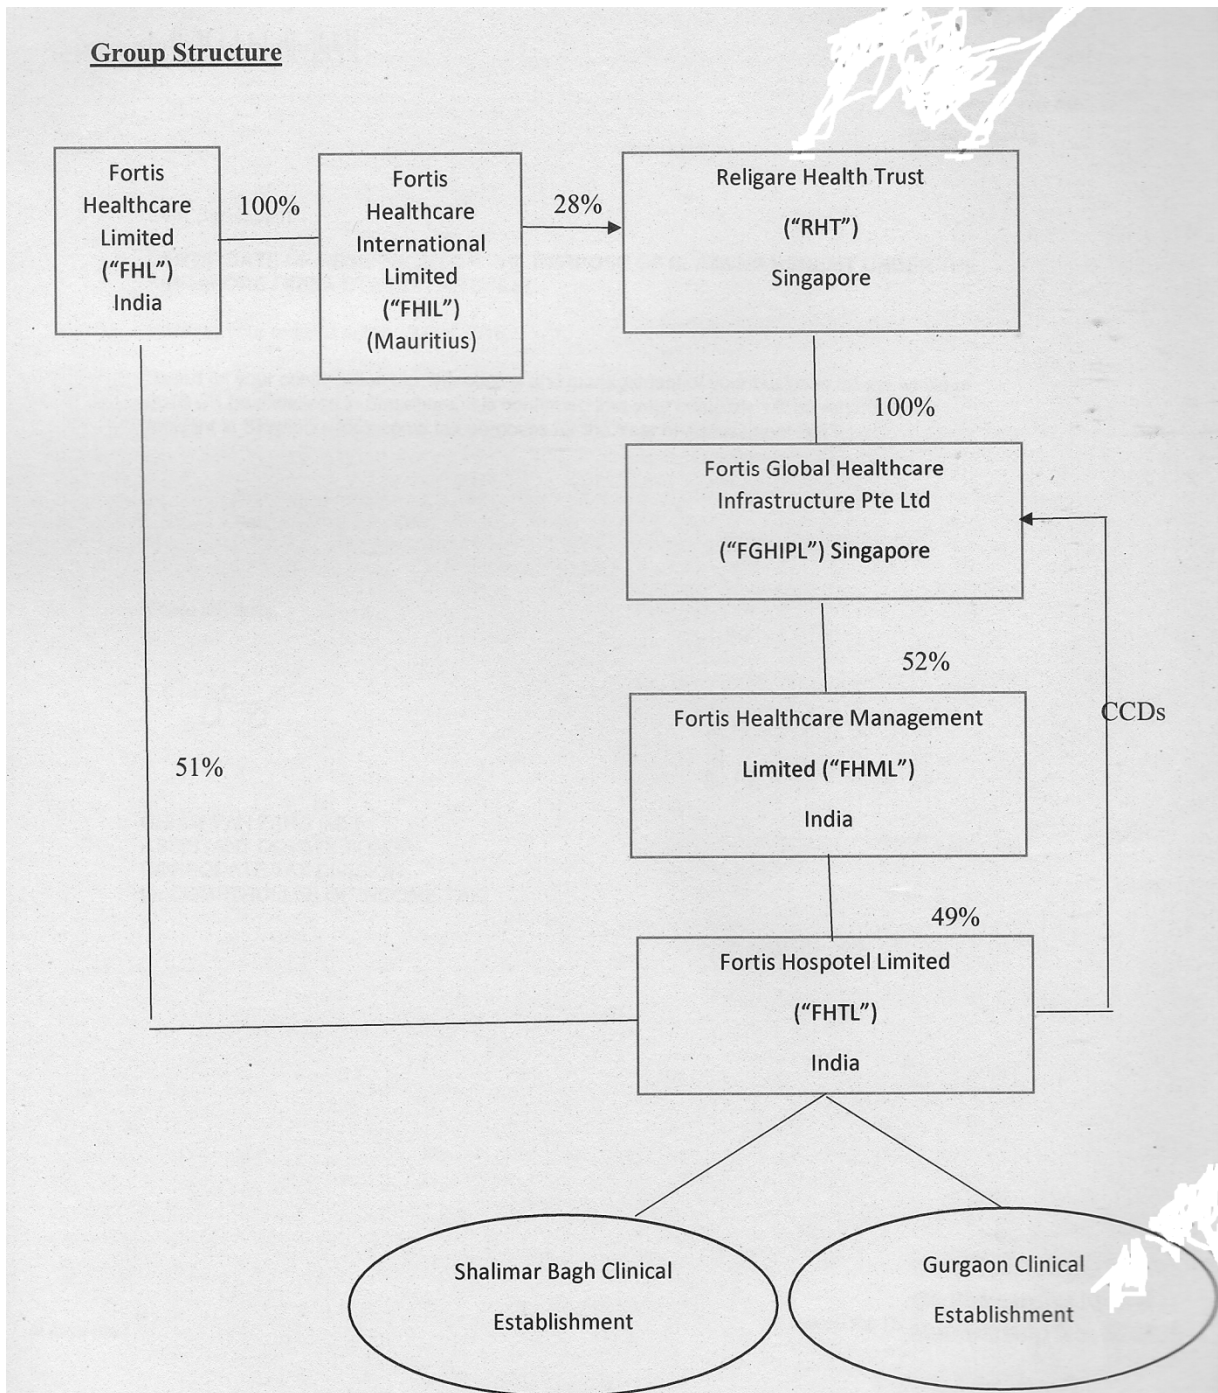 Group Structure
Fortis
Healthcare
Limited
("FHL")
India
100%
Fortis
Healthcare
International
Limited
("FHIL")
(Mauritius)
28%
Religare Health Trust
("RHT")
Singapore
100%
Fortis Global Healthcare
Infrastructure Pte Ltd
("FGHIPL") Singapore
52%
Fortis Healthcare Management
Limited ("FHML")
India
CCDs
51%
49%
Fortis Hospotel Limited
("FHTL")
India
Shalimar Bagh Clinical
Establishment
Gurgaon Clinical
Establishment